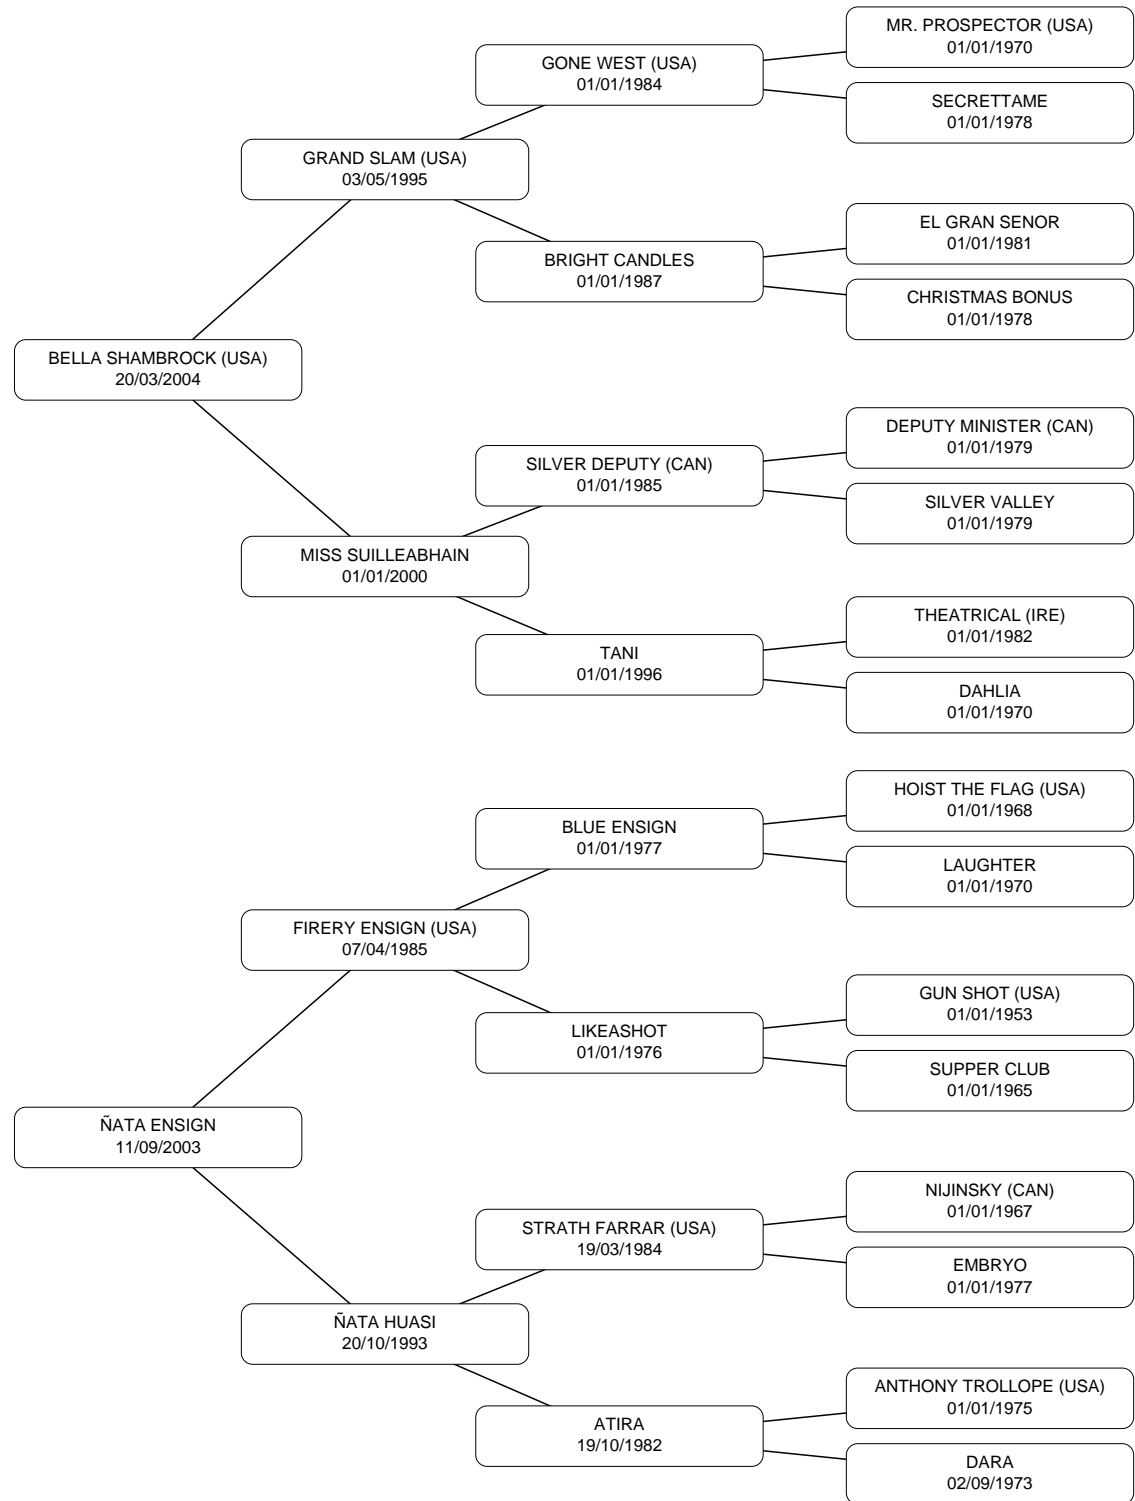 MR. PROSPECTOR (USA)
01/01/1970
GONE WEST (USA)
01/01/1984
SECRETTAME
01/01/1978
GRAND SLAM (USA)
03/05/1995
EL GRAN SENOR
01/01/1981
BRIGHT CANDLES
01/01/1987
CHRISTMAS BONUS
01/01/1978
BELLA SHAMBROCK (USA)
20/03/2004
DEPUTY MINISTER (CAN)
01/01/1979
SILVER DEPUTY (CAN)
01/01/1985
SILVER VALLEY
01/01/1979
MISS SUILLEABHAIN
01/01/2000
THEATRICAL (IRE)
01/01/1982
TANI
01/01/1996
DAHLIA
01/01/1970
HOIST THE FLAG (USA)
01/01/1968
BLUE ENSIGN
01/01/1977
LAUGHTER
01/01/1970
FIRERY ENSIGN (USA)
07/04/1985
GUN SHOT (USA)
01/01/1953
LIKEASHOT
01/01/1976
SUPPER CLUB
01/01/1965
ÑATA ENSIGN
11/09/2003
NIJINSKY (CAN)
01/01/1967
STRATH FARRAR (USA)
19/03/1984
EMBRYO
01/01/1977
ÑATA HUASI
20/10/1993
ANTHONY TROLLOPE (USA)
01/01/1975
ATIRA
19/10/1982
DARA
02/09/1973